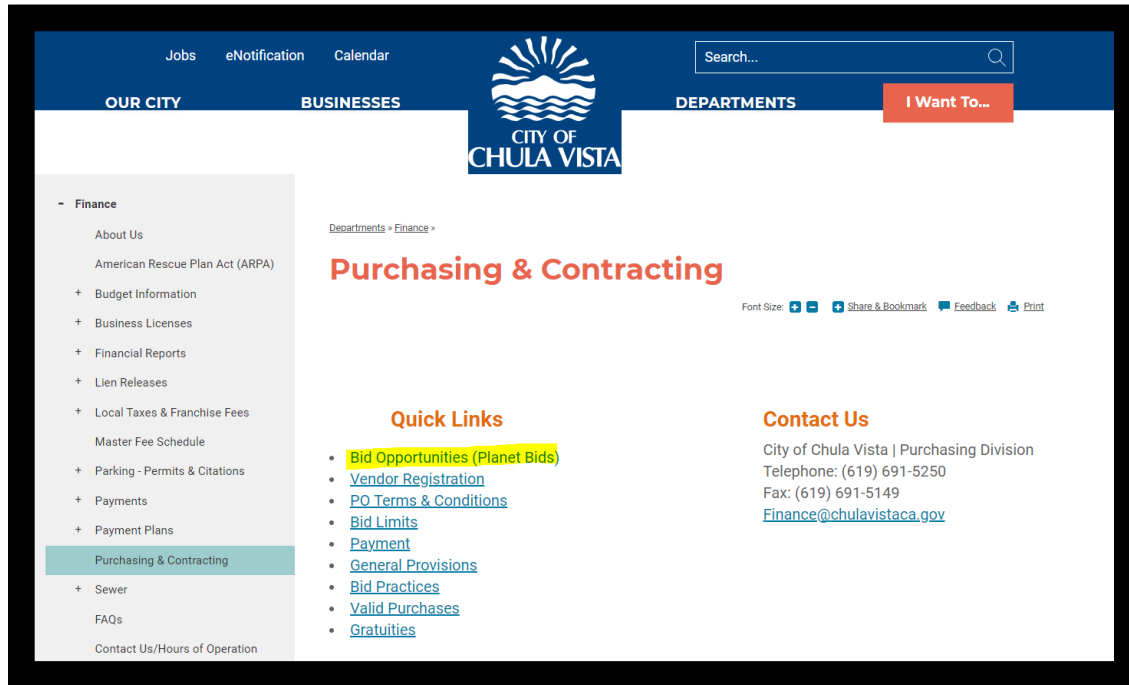 Jobs eNotification Calendar
Search...
OUR CITY BUSINESSES DEPARTMENTS I Want To...
CITY OF
CHULA VISTA
- Finance
About Us
American Rescue Plan Act (ARPA)
+ Budget Information
+ Business Licenses
+ Financial Reports
+ Lien Releases
+ Local Taxes & Franchise Fees
Master Fee Schedule
+ Parking - Permits & Citations
+ Payments
+ Payment Plans
Purchasing & Contracting
+ Sewer
FAQs
Contact Us/Hours of Operation
Departments » Finance »
Purchasing & Contracting
Font Size: + - + Share & Bookmark Feedback Print
Quick Links
• Bid Opportunities (Planet Bids)
• Vendor Registration
• PO Terms & Conditions
• Bid Limits
• Payment
• General Provisions
• Bid Practices
• Valid Purchases
• Gratuities
Contact Us
City of Chula Vista | Purchasing Division
Telephone: (619) 691-5250
Fax: (619) 691-5149
Finance@chulavistaca.gov